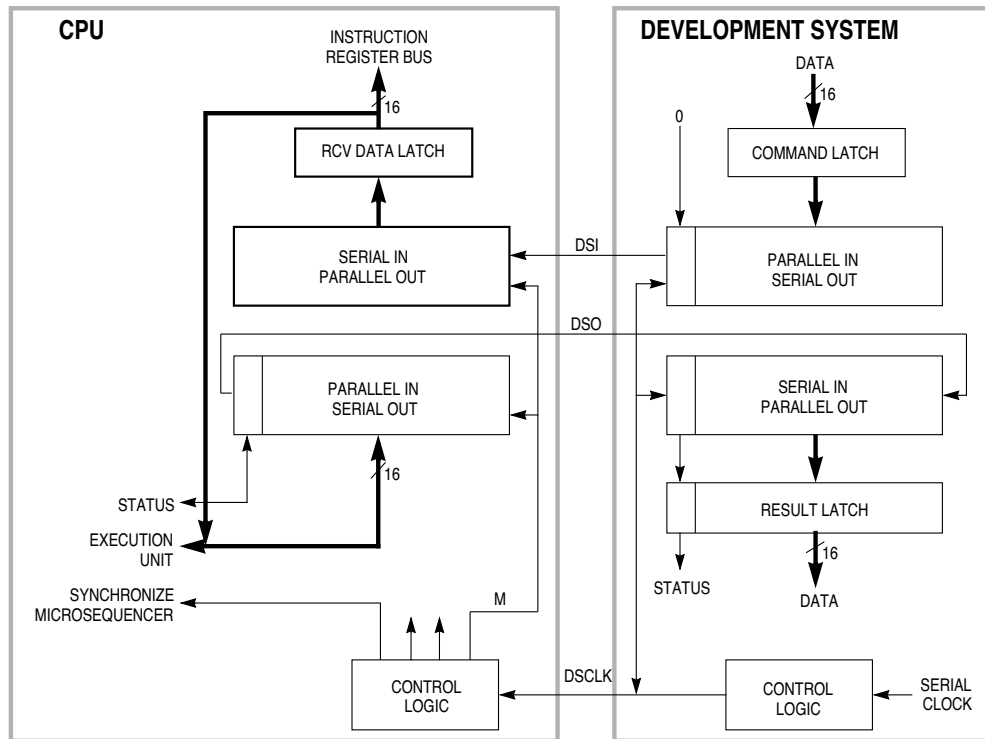 CPU
INSTRUCTION
REGISTER BUS
16
RCV DATA LATCH
SERIAL IN
PARALLEL OUT
PARALLEL IN
SERIAL OUT
16
STATUS
EXECUTION
UNIT
SYNCHRONIZE
MICROSEQUENCER
M
CONTROL
LOGIC
DSI
DSO
DSCLK
DEVELOPMENT SYSTEM
DATA
16
0
COMMAND LATCH
PARALLEL IN
SERIAL OUT
SERIAL IN
PARALLEL OUT
RESULT LATCH
16
STATUS
DATA
CONTROL
LOGIC
SERIAL
CLOCK